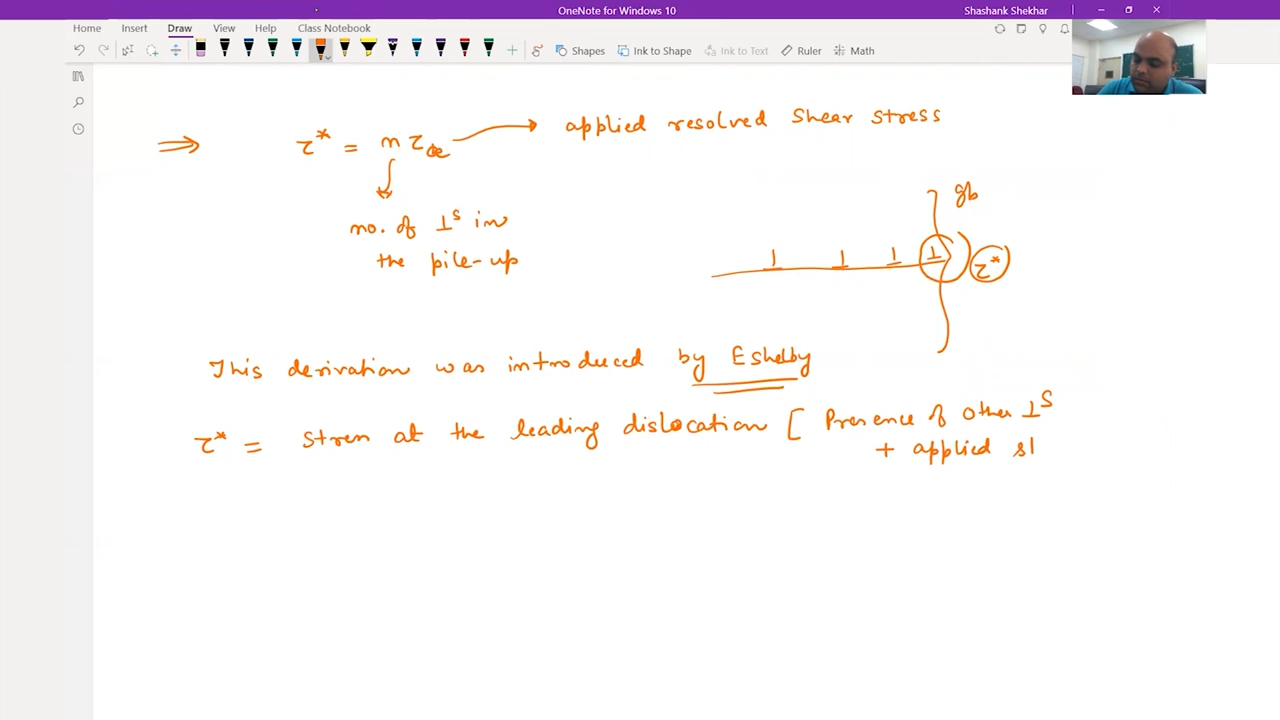 OneNote for Windows 10
Shashank Shekhar
Home Insert Draw View Help Class Notebook
Shapes Ink to Shape Ink to Text Ruler Math
⇒ τ* = n τ → applied resolved shear stress
no. of ⊥s in
the pile-up
gb
⊥ ⊥ ⊥ ⊥ τ*
This derivation was introduced by Eshelby
τ* = Stress at the leading dislocation [ Presence of other ⊥s
+ applied sl